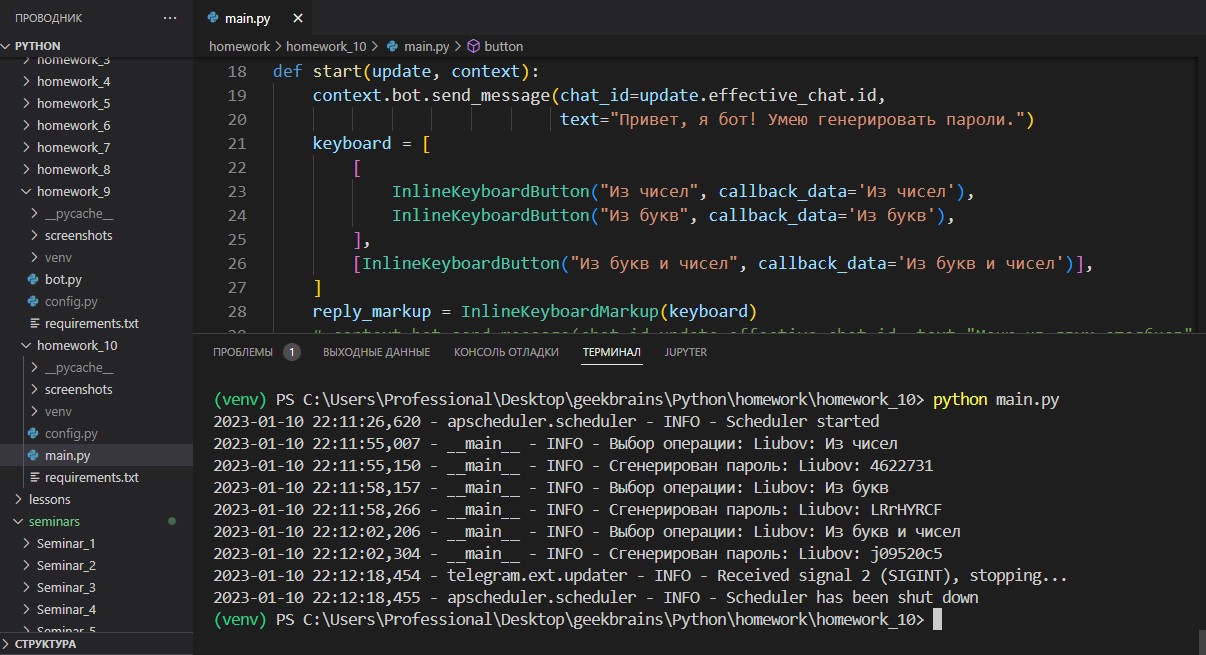 ПРОВОДНИК
PYTHON
homework_3
homework_4
homework_5
homework_6
homework_7
homework_8
homework_9
__pycache__
screenshots
venv
bot.py
config.py
requirements.txt
homework_10
__pycache__
screenshots
venv
config.py
main.py
requirements.txt
lessons
seminars
Seminar_1
Seminar_2
Seminar_3
Seminar_4
Seminar_5
СТРУКТУРА
main.py
homework > homework_10 > main.py > button
18 def start(update, context):
19 context.bot.send_message(chat_id=update.effective_chat.id,
20 text="Привет, я бот! Умею генерировать пароли.")
21 keyboard = [
22 [
23 InlineKeyboardButton("Из чисел", callback_data='Из чисел'),
24 InlineKeyboardButton("Из букв", callback_data='Из букв'),
25 ],
26 [InlineKeyboardButton("Из букв и чисел", callback_data='Из букв и чисел')],
27 ]
28 reply_markup = InlineKeyboardMarkup(keyboard)
ПРОБЛЕМЫ 1 ВЫХОДНЫЕ ДАННЫЕ КОНСОЛЬ ОТЛАДКИ ТЕРМИНАЛ JUPYTER
(venv) PS C:\Users\Professional\Desktop\geekbrains\Python\homework\homework_10> python main.py
2023-01-10 22:11:26,620 - apscheduler.scheduler - INFO - Scheduler started
2023-01-10 22:11:55,007 - __main__ - INFO - Выбор операции: Liubov: Из чисел
2023-01-10 22:11:55,150 - __main__ - INFO - Сгенерирован пароль: Liubov: 4622731
2023-01-10 22:11:58,157 - __main__ - INFO - Выбор операции: Liubov: Из букв
2023-01-10 22:11:58,266 - __main__ - INFO - Сгенерирован пароль: Liubov: LRrHYRCF
2023-01-10 22:12:02,206 - __main__ - INFO - Выбор операции: Liubov: Из букв и чисел
2023-01-10 22:12:02,304 - __main__ - INFO - Сгенерирован пароль: Liubov: j09520c5
2023-01-10 22:12:18,454 - telegram.ext.updater - INFO - Received signal 2 (SIGINT), stopping...
2023-01-10 22:12:18,455 - apscheduler.scheduler - INFO - Scheduler has been shut down
(venv) PS C:\Users\Professional\Desktop\geekbrains\Python\homework\homework_10>